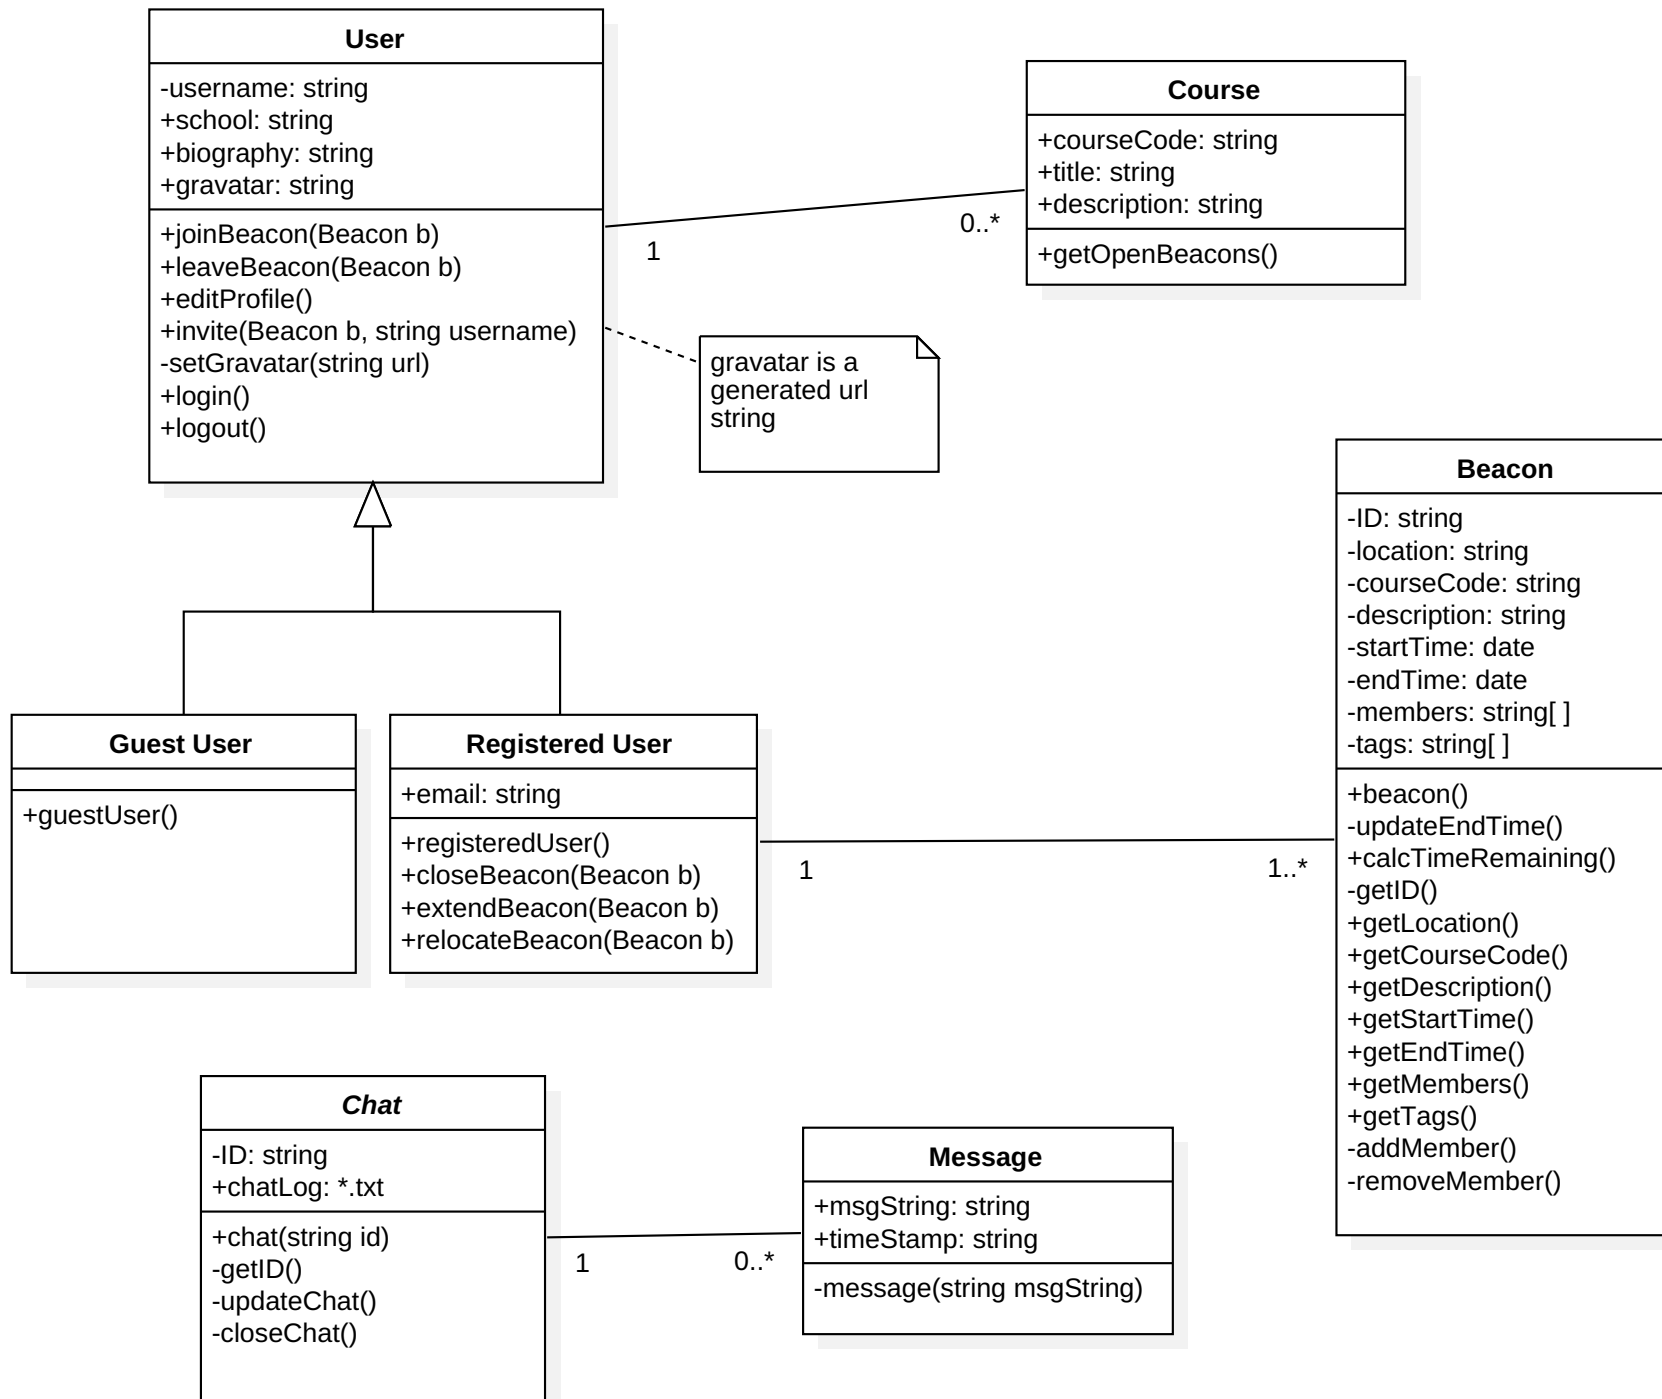 User
-username: string
+school: string
+biography: string
+gravatar: string
+joinBeacon(Beacon b)
+leaveBeacon(Beacon b)
+editProfile()
+invite(Beacon b, string username)
-setGravatar(string url)
+login()
+logout()
1
0..*
Course
+courseCode: string
+title: string
+description: string
+getOpenBeacons()
gravatar is a
generated url
string
Guest User
+guestUser()
Registered User
+email: string
+registeredUser()
+closeBeacon(Beacon b)
+extendBeacon(Beacon b)
+relocateBeacon(Beacon b)
1
1..*
Beacon
-ID: string
-location: string
-courseCode: string
-description: string
-startTime: date
-endTime: date
-members: string[ ]
-tags: string[ ]
+beacon()
-updateEndTime()
+calcTimeRemaining()
-getID()
+getLocation()
+getCourseCode()
+getDescription()
+getStartTime()
+getEndTime()
+getMembers()
+getTags()
-addMember()
-removeMember()
Chat
-ID: string
+chatLog: *.txt
+chat(string id)
-getID()
-updateChat()
-closeChat()
1
0..*
Message
+msgString: string
+timeStamp: string
-message(string msgString)